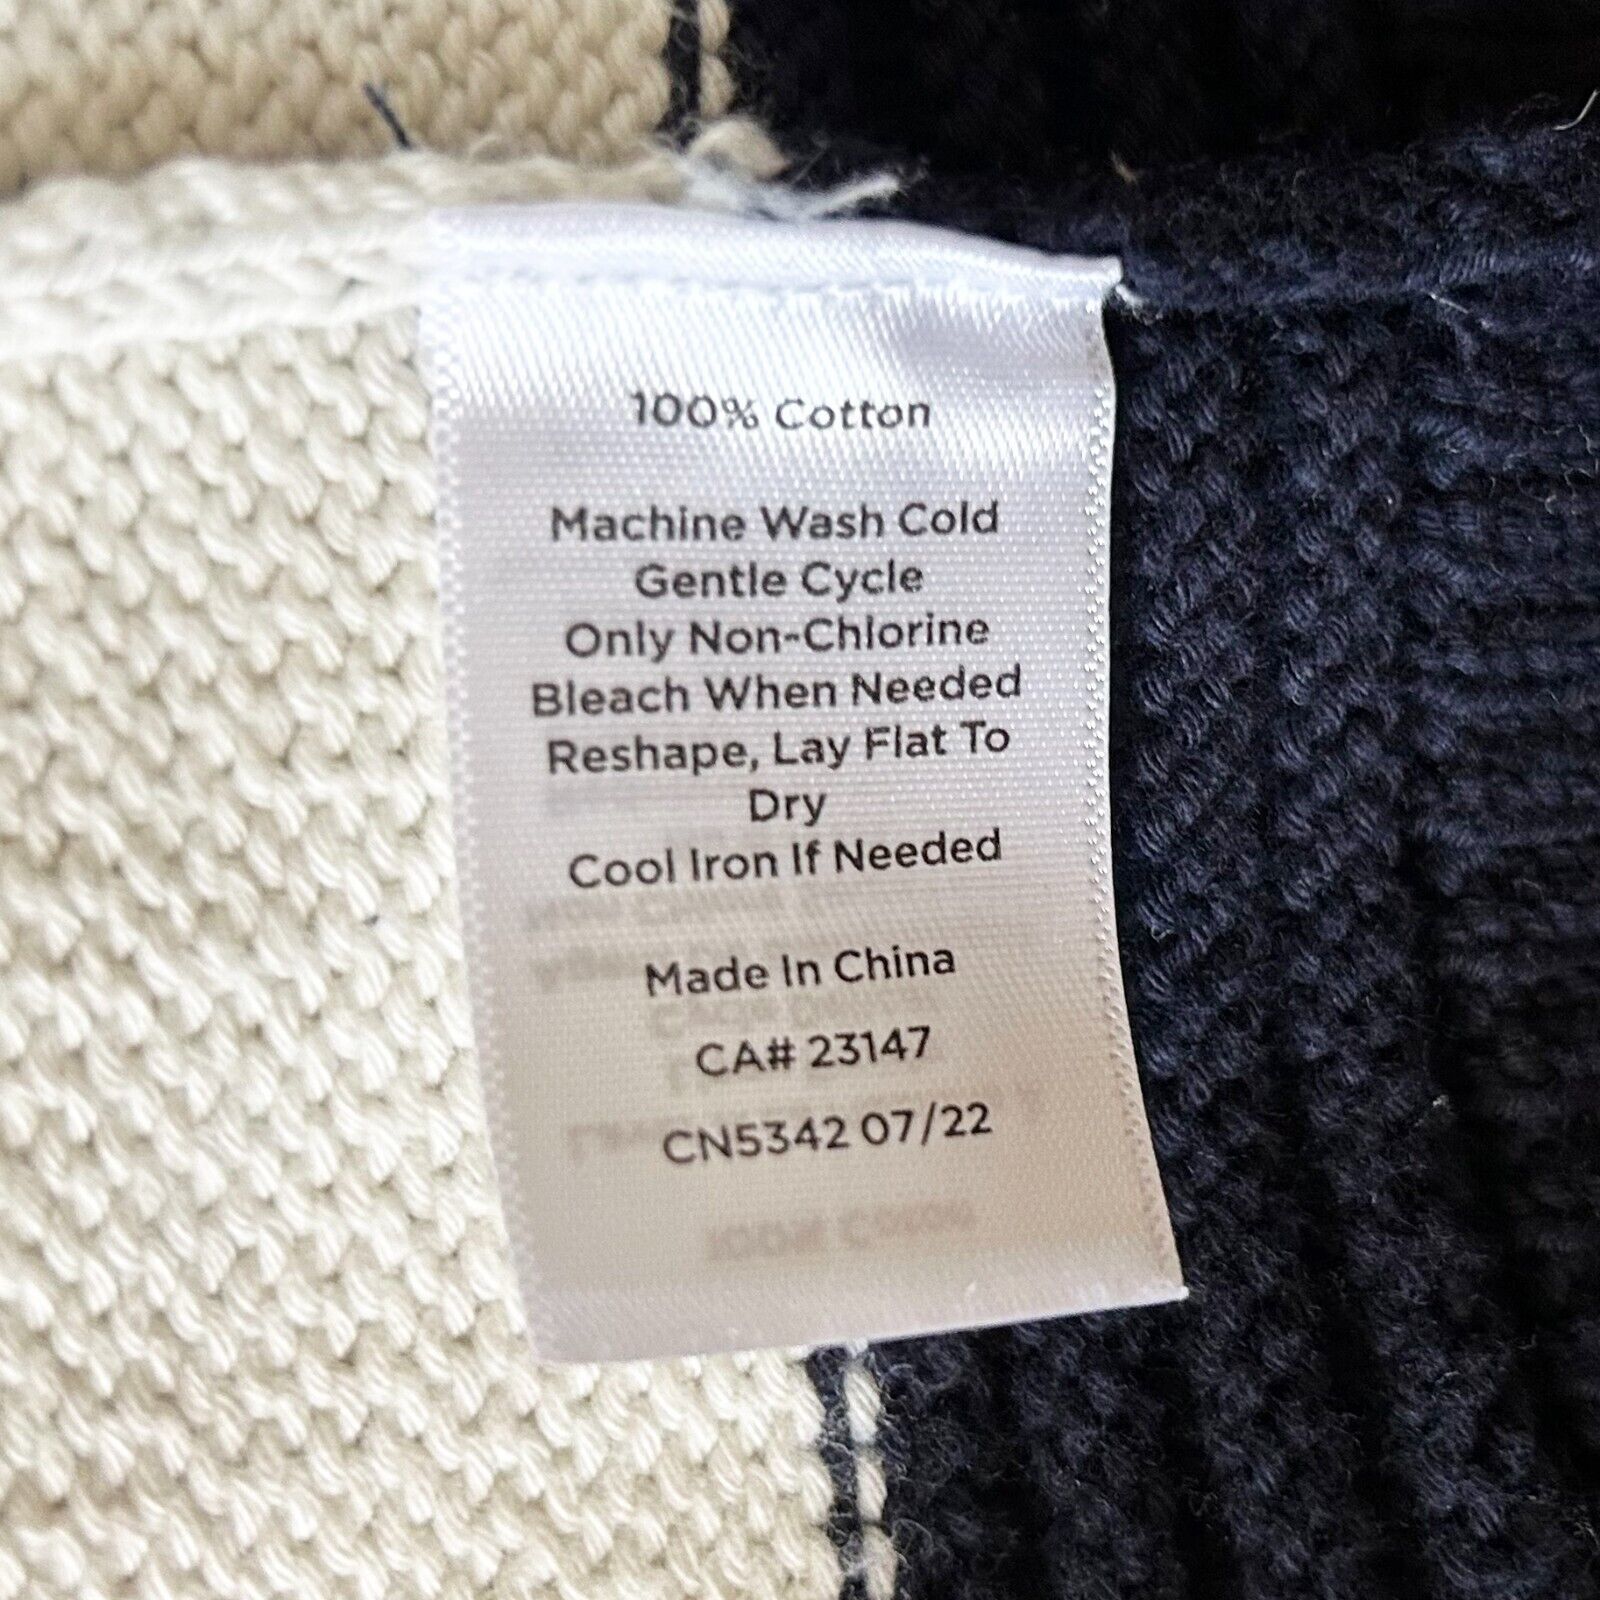 100% Cotton
Machine Wash Cold
Gentle Cycle
Only Non-Chlorine
Bleach When Needed
Reshape, Lay Flat To
Dry
Cool Iron If Needed
Made In China
CA# 23147
CN5342 07/22